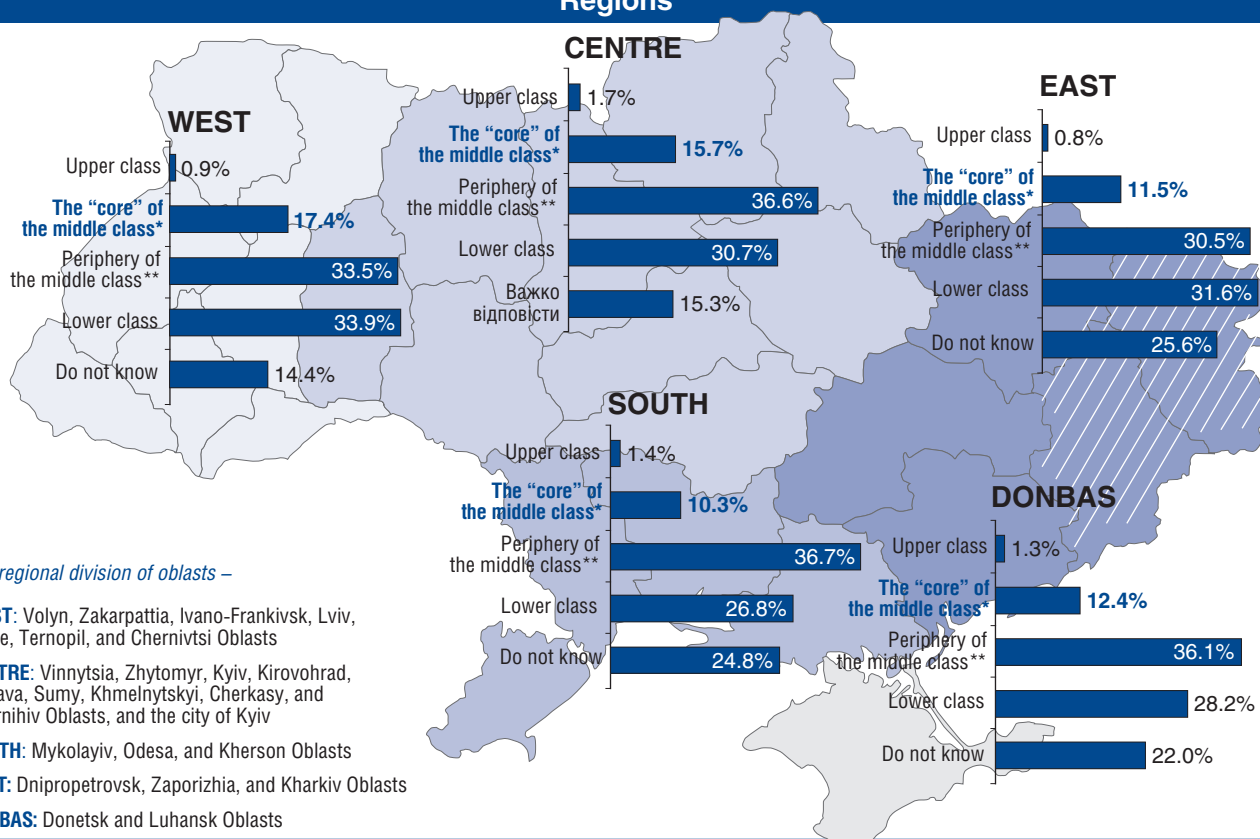 Regions
CENTRE
Upper class 1.7%
The “core” of
the middle class* 15.7%
Periphery of
the middle class** 36.6%
Lower class 30.7%
Важко
відповісти 15.3%
EAST
Upper class 0.8%
The “core” of
the middle class* 11.5%
Periphery of
the middle class** 30.5%
Lower class 31.6%
Do not know 25.6%
WEST
Upper class 0.9%
The “core” of
the middle class* 17.4%
Periphery of
the middle class** 33.5%
Lower class 33.9%
Do not know 14.4%
SOUTH
Upper class 1.4%
The “core” of
the middle class* 10.3%
Periphery of
the middle class** 36.7%
Lower class 26.8%
Do not know 24.8%
DONBAS
Upper class 1.3%
The “core” of
the middle class* 12.4%
Periphery of
the middle class** 36.1%
Lower class 28.2%
Do not know 22.0%
regional division of oblasts –
ST: Volyn, Zakarpattia, Ivano-Frankivsk, Lviv,
e, Ternopil, and Chernivtsi Oblasts
TRE: Vinnytsia, Zhytomyr, Kyiv, Kirovohrad,
ava, Sumy, Khmelnytskyi, Cherkasy, and
rnihiv Oblasts, and the city of Kyiv
TH: Mykolayiv, Odesa, and Kherson Oblasts
T: Dnipropetrovsk, Zaporizhia, and Kharkiv Oblasts
BAS: Donetsk and Luhansk Oblasts